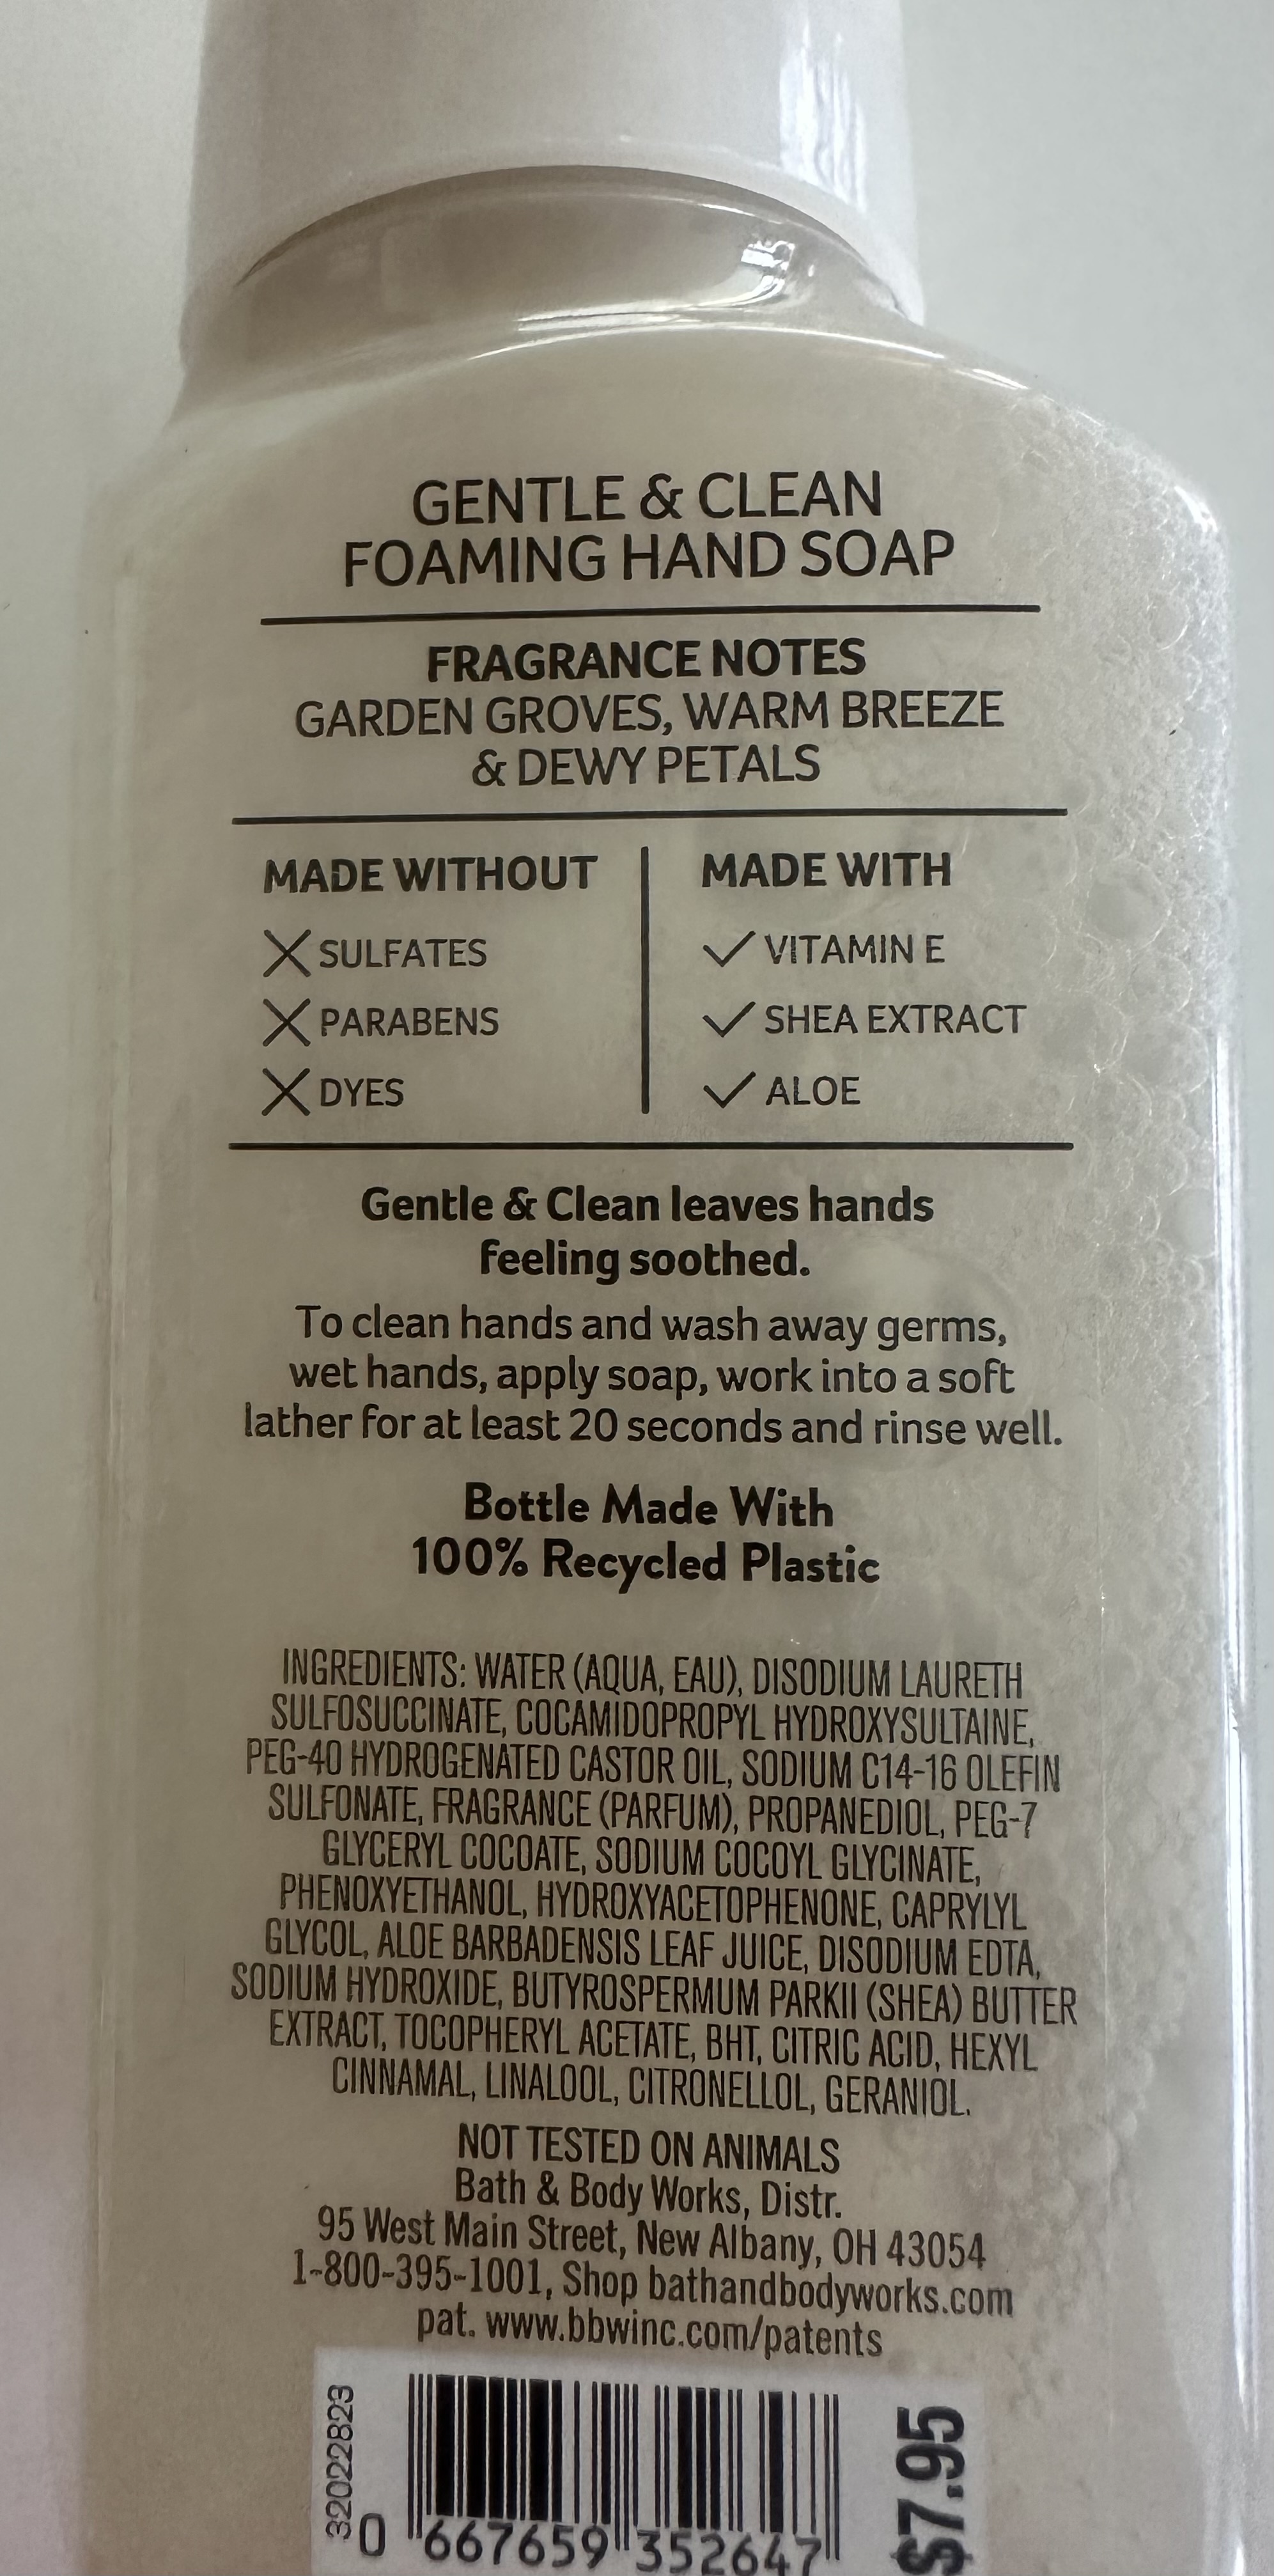 GENTLE & CLEAN
FOAMING HAND SOAP
FRAGRANCE NOTES
GARDEN GROVES, WARM BREEZE
& DEWY PETALS
MADE WITHOUT
SULFATES
PARABENS
DYES
MADE WITH
VITAMIN E
SHEA EXTRACT
ALOE
Gentle & Clean leaves hands
feeling soothed.
To clean hands and wash away germs,
wet hands, apply soap, work into a soft
lather for at least 20 seconds and rinse well.
Bottle Made With
100% Recycled Plastic
INGREDIENTS: WATER (AQUA, EAU), DISODIUM LAURETH
SULFOSUCCINATE, COCAMIDOPROPYL HYDROXYSULTAINE,
PEG-40 HYDROGENATED CASTOR OIL, SODIUM C14-16 OLEFIN
SULFONATE, FRAGRANCE (PARFUM), PROPANEDIOL, PEG-7
GLYCERYL COCOATE, SODIUM COCOYL GLYCINATE,
PHENOXYETHANOL, HYDROXYACETOPHENONE, CAPRYLYL
GLYCOL, ALOE BARBADENSIS LEAF JUICE, DISODIUM EDTA,
SODIUM HYDROXIDE, BUTYROSPERMUM PARKII (SHEA) BUTTER
EXTRACT, TOCOPHERYL ACETATE, BHT, CITRIC ACID, HEXYL
CINNAMAL, LINALOOL, CITRONELLOL, GERANIOL.
NOT TESTED ON ANIMALS
Bath & Body Works, Distr.
95 West Main Street, New Albany, OH 43054
1-800-395-1001, Shop bathandbodyworks.com
pat. www.bbwinc.com/patents
32022823
0 667659 352647
$7.95